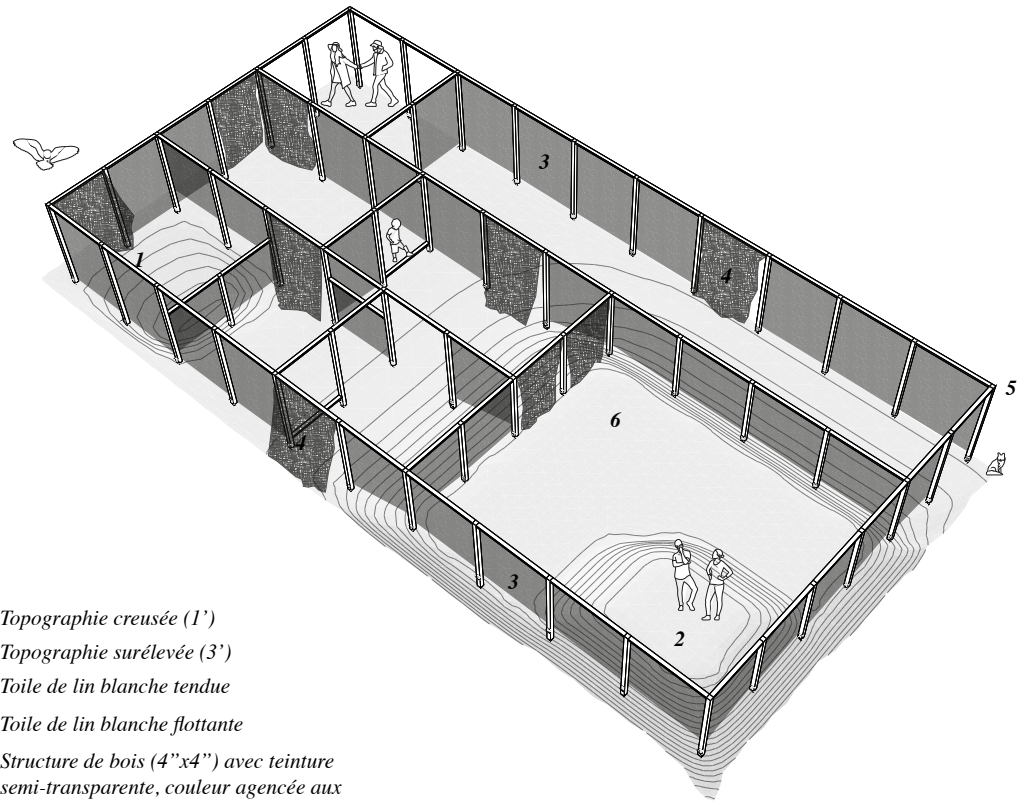 3
4
1
5
6
4
3
2
Topographie creusée (1’)
Topographie surélevée (3’)
Toile de lin blanche tendue
Toile de lin blanche flottante
Structure de bois (4”x4”) avec teinture
semi-transparente, couleur agencée aux